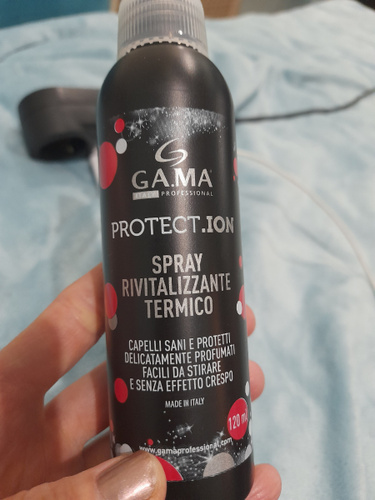 GA.MA
PROFESSIONAL
PROTECT.ION
SPRAY
RIVITALIZZANTE
TERMICO
CAPELLI SANI E PROTETTI
DELICATAMENTE PROFUMATI
FACILI DA STIRARE
E SENZA EFFETTO CRESPO
MADE IN ITALY
120 ml
www.gamaprofessional.com